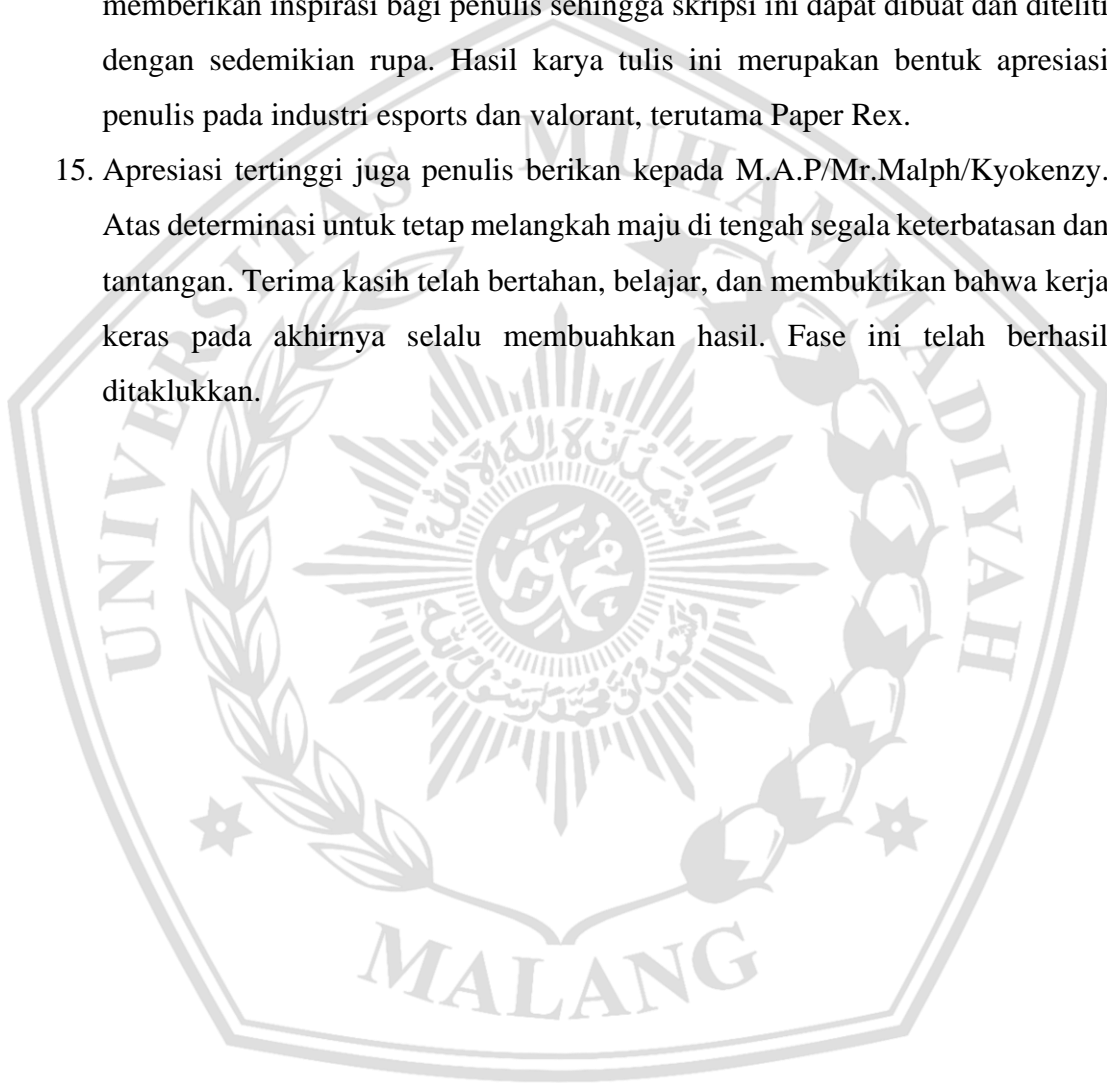 memberikan inspirasi bagi penulis sehingga skripsi ini dapat dibuat dan diteliti
dengan sedemikian rupa. Hasil karya tulis ini merupakan bentuk apresiasi
penulis pada industri esports dan valorant, terutama Paper Rex.
15. Apresiasi tertinggi juga penulis berikan kepada M.A.P/Mr.Malph/Kyokenzy.
Atas determinasi untuk tetap melangkah maju di tengah segala keterbatasan dan
tantangan. Terima kasih telah bertahan, belajar, dan membuktikan bahwa kerja
keras pada akhirnya selalu membuahkan hasil. Fase ini telah berhasil
ditaklukkan.
UNIVERSITAS MUHAMMADIYAH
MALANG